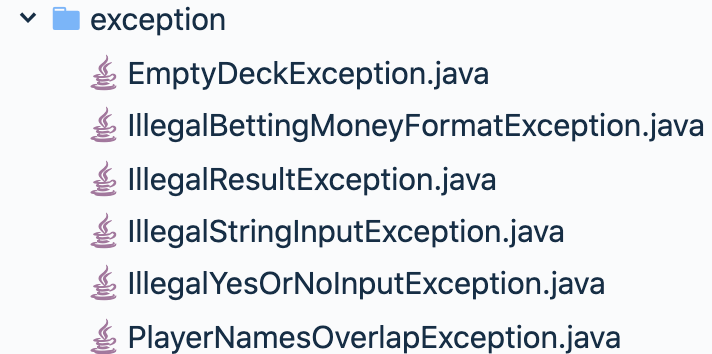 exception
EmptyDeckException.java
IllegalBettingMoneyFormatException.java
IllegalResultException.java
IllegalStringInputException.java
IllegalYesOrNoInputException.java
PlayerNamesOverlapException.java